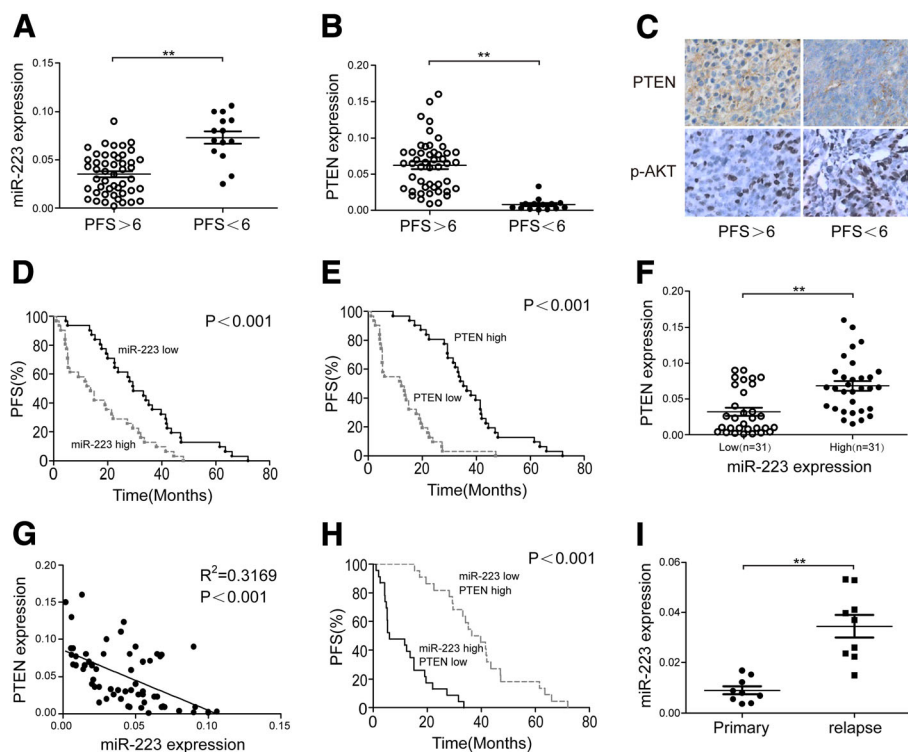 A
miR-223 expression
0.15
0.10
0.05
0.00
**
PFS>6
PFS<6
B
PTEN expression
0.20
0.15
0.10
0.05
0.00
**
PFS>6
PFS<6
C
PTEN
p-AKT
PFS>6
PFS<6
D
PFS(%)
100
80
60
40
20
0
P<0.001
miR-223 low
miR-223 high
0 20 40 60 80
Time(Months)
E
PFS(%)
100
80
60
40
20
0
P<0.001
PTEN high
PTEN low
0 20 40 60 80
Time(Months)
F
PTEN expression
0.20
0.15
0.10
0.05
0.00
**
Low(n=31)
High(n=31)
miR-223 expression
G
PTEN expression
0.20
0.15
0.10
0.05
0.00
R²=0.3169
P<0.001
0.00 0.05 0.10 0.15
miR-223 expression
H
PFS(%)
100
80
60
40
20
0
P<0.001
miR-223 low
PTEN high
miR-223 high
PTEN low
0 20 40 60 80
Time(Months)
I
miR-223 expression
0.06
0.04
0.02
0.00
**
Primary
relapse